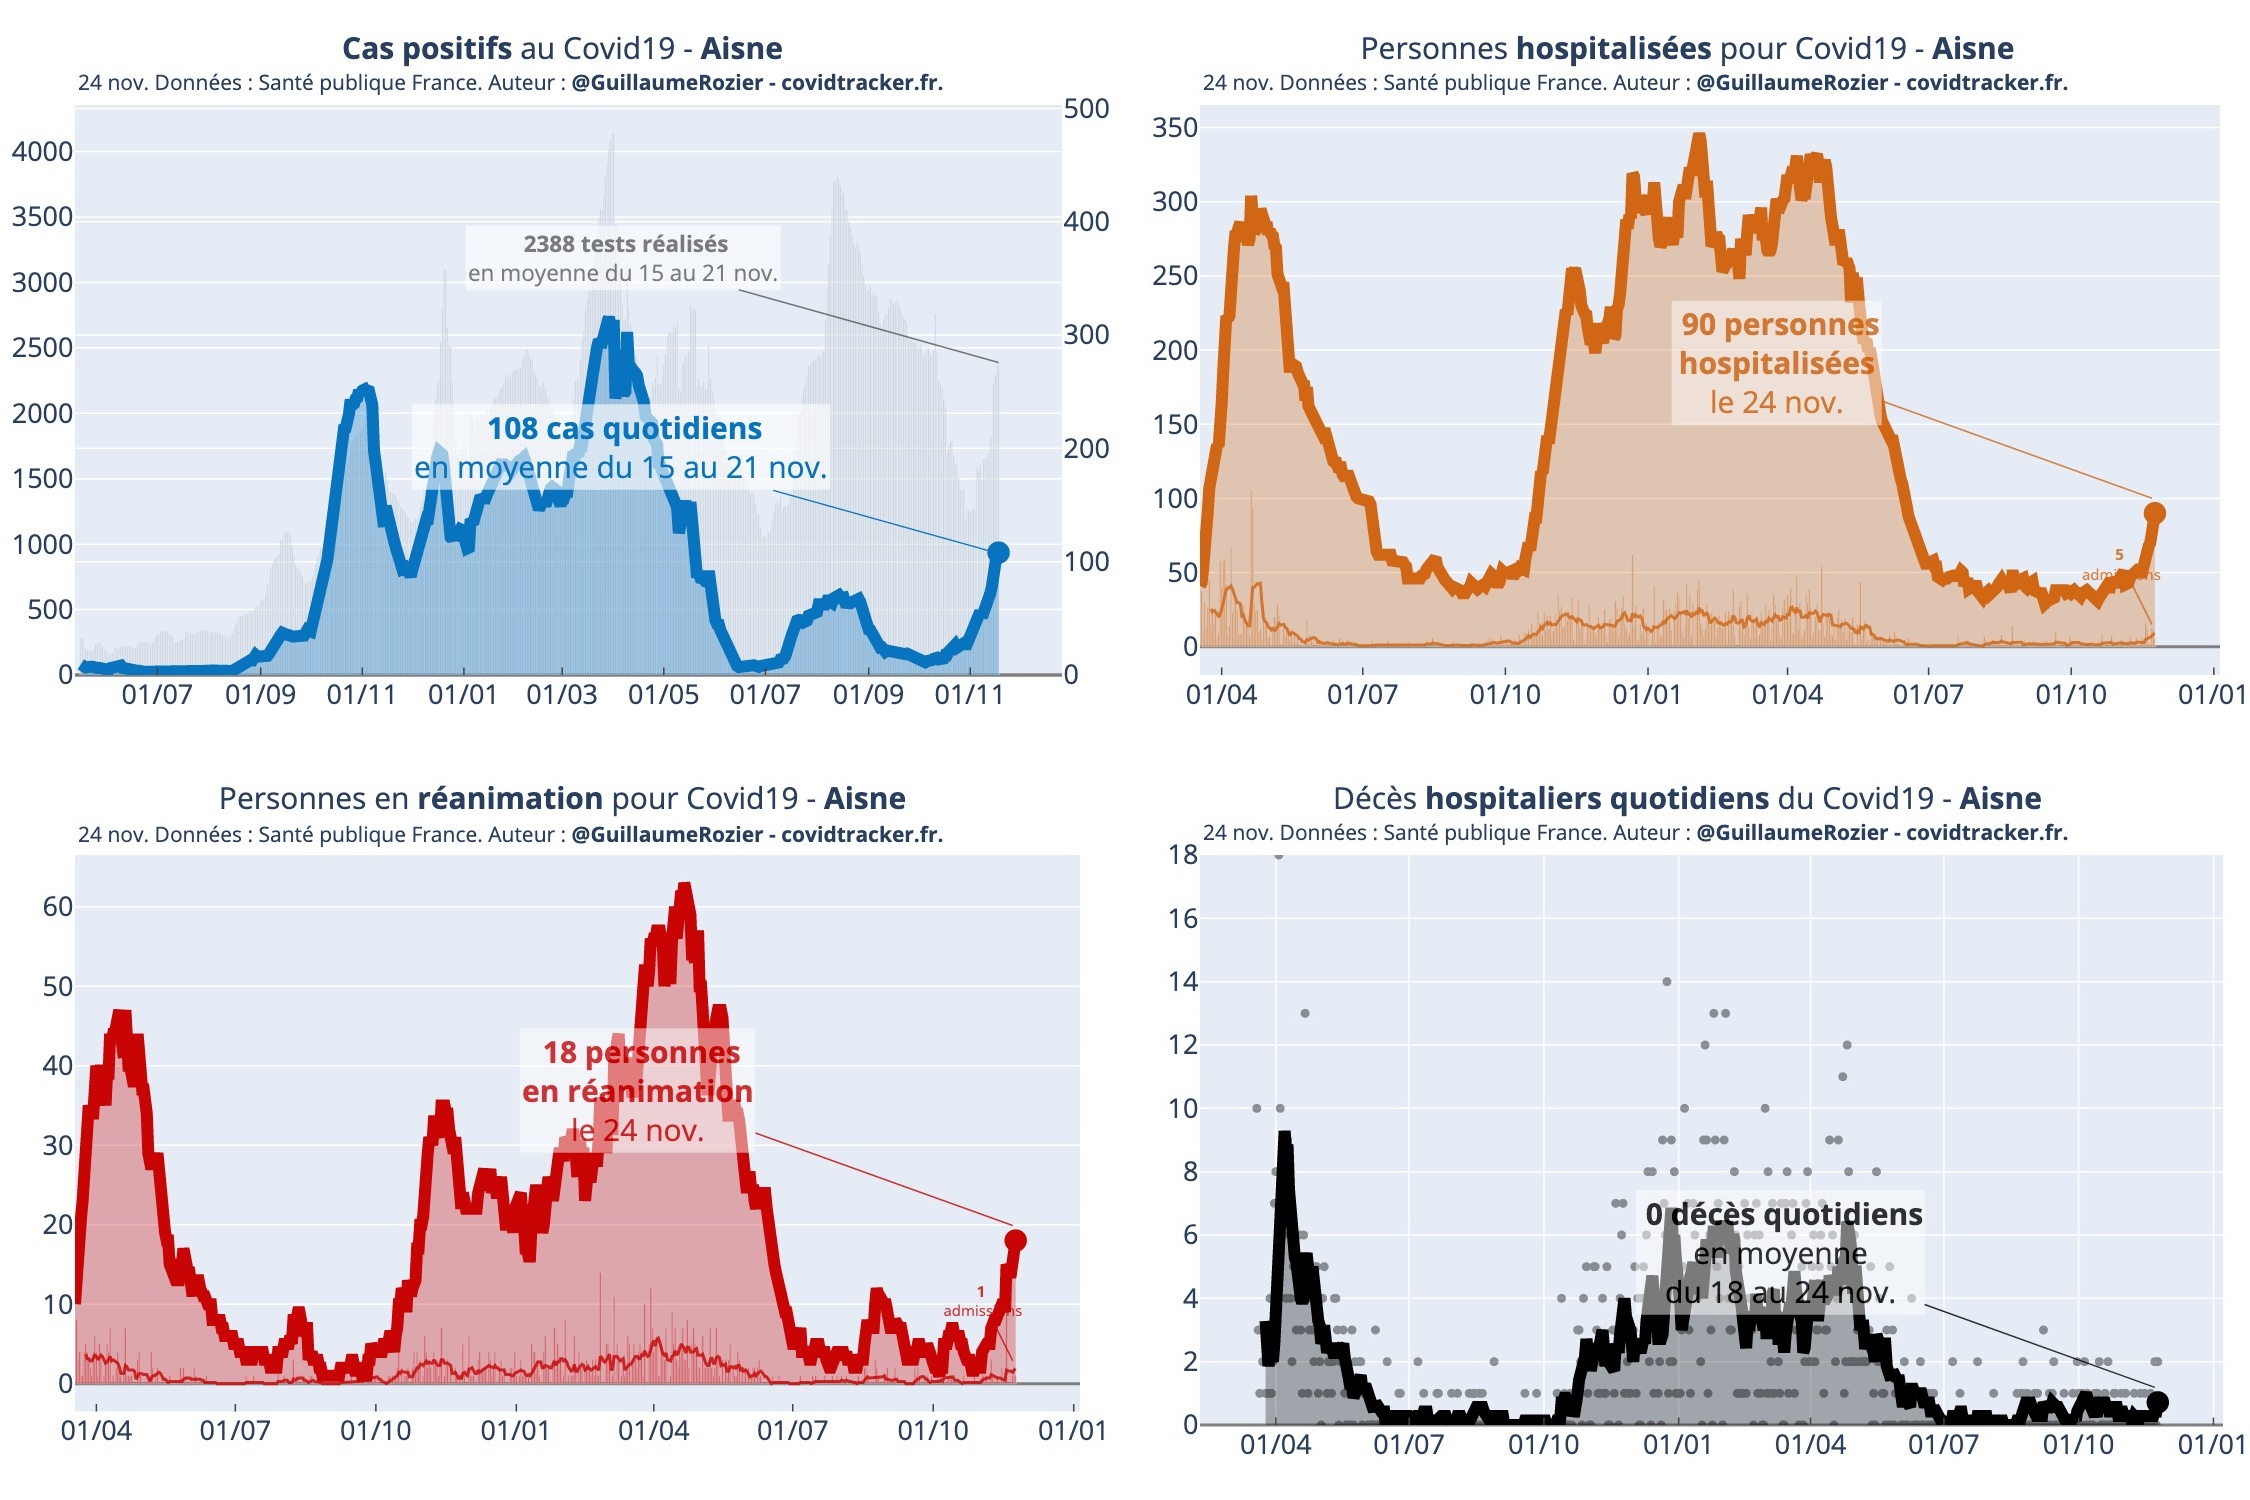 Cas positifs au Covid19 - Aisne
24 nov. Données : Santé publique France. Auteur : @GuillaumeRozier - covidtracker.fr.
500
4000
3500
400
2388 tests réalisés
en moyenne du 15 au 21 nov.
3000
2500
300
2000
108 cas quotidiens
200
en moyenne du 15 au 21 nov.
1500
1000
100
500
0
0
01/07 01/09 01/11 01/01 01/03 01/05 01/07 01/09 01/11
Personnes hospitalisées pour Covid19 - Aisne
24 nov. Données : Santé publique France. Auteur : @GuillaumeRozier - covidtracker.fr.
350
300
250
90 personnes
hospitalisées
le 24 nov.
200
150
100
5
admissions
50
0
01/04 01/07 01/10 01/01 01/04 01/07 01/10 01/01
Personnes en réanimation pour Covid19 - Aisne
24 nov. Données : Santé publique France. Auteur : @GuillaumeRozier - covidtracker.fr.
60
50
40
18 personnes
en réanimation
le 24 nov.
30
20
1
admissions
10
0
01/04 01/07 01/10 01/01 01/04 01/07 01/10 01/01
Décès hospitaliers quotidiens du Covid19 - Aisne
24 nov. Données : Santé publique France. Auteur : @GuillaumeRozier - covidtracker.fr.
18
16
14
12
10
8
0 décès quotidiens
en moyenne
du 18 au 24 nov.
6
4
2
0
01/04 01/07 01/10 01/01 01/04 01/07 01/10 01/01